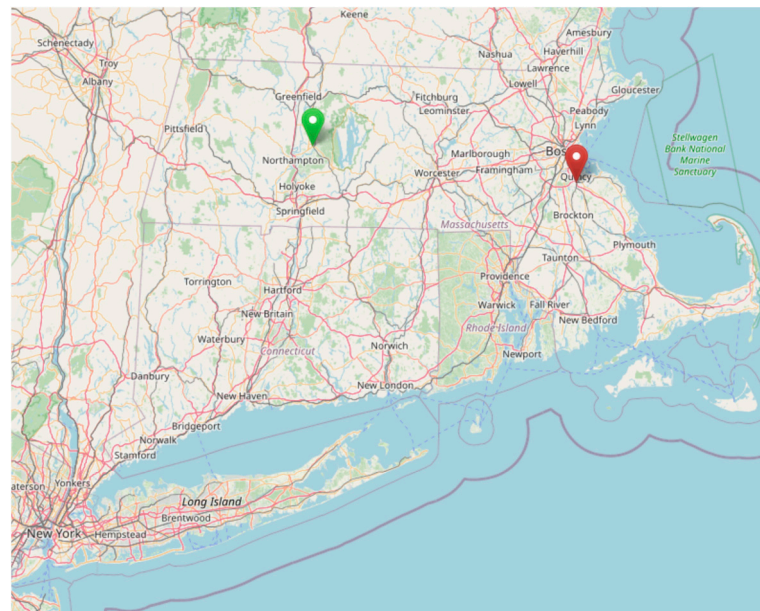 Keene
Amesbury
Schenectady
Troy
Albany
Nashua
Haverhill
Lawrence
Lowell
Greenfield
Fitchburg
Leominster
Gloucester
Peabody
Lynn
Pittsfield
Stellwagen
Bank National
Marine
Sanctuary
Northampton
Marlborough
Framingham
Worcester
Holyoke
Springfield
Brockton
Massachusetts
Plymouth
Taunton
Torrington
Hartford
Providence
New Britain
Warwick
Fall River
New Bedford
Rhode Island
Waterbury
Connecticut
Norwich
Newport
Danbury
New London
New Haven
Bridgeport
Norwalk
Stamford
Yonkers
Long Island
Brentwood
New York
Hempstead